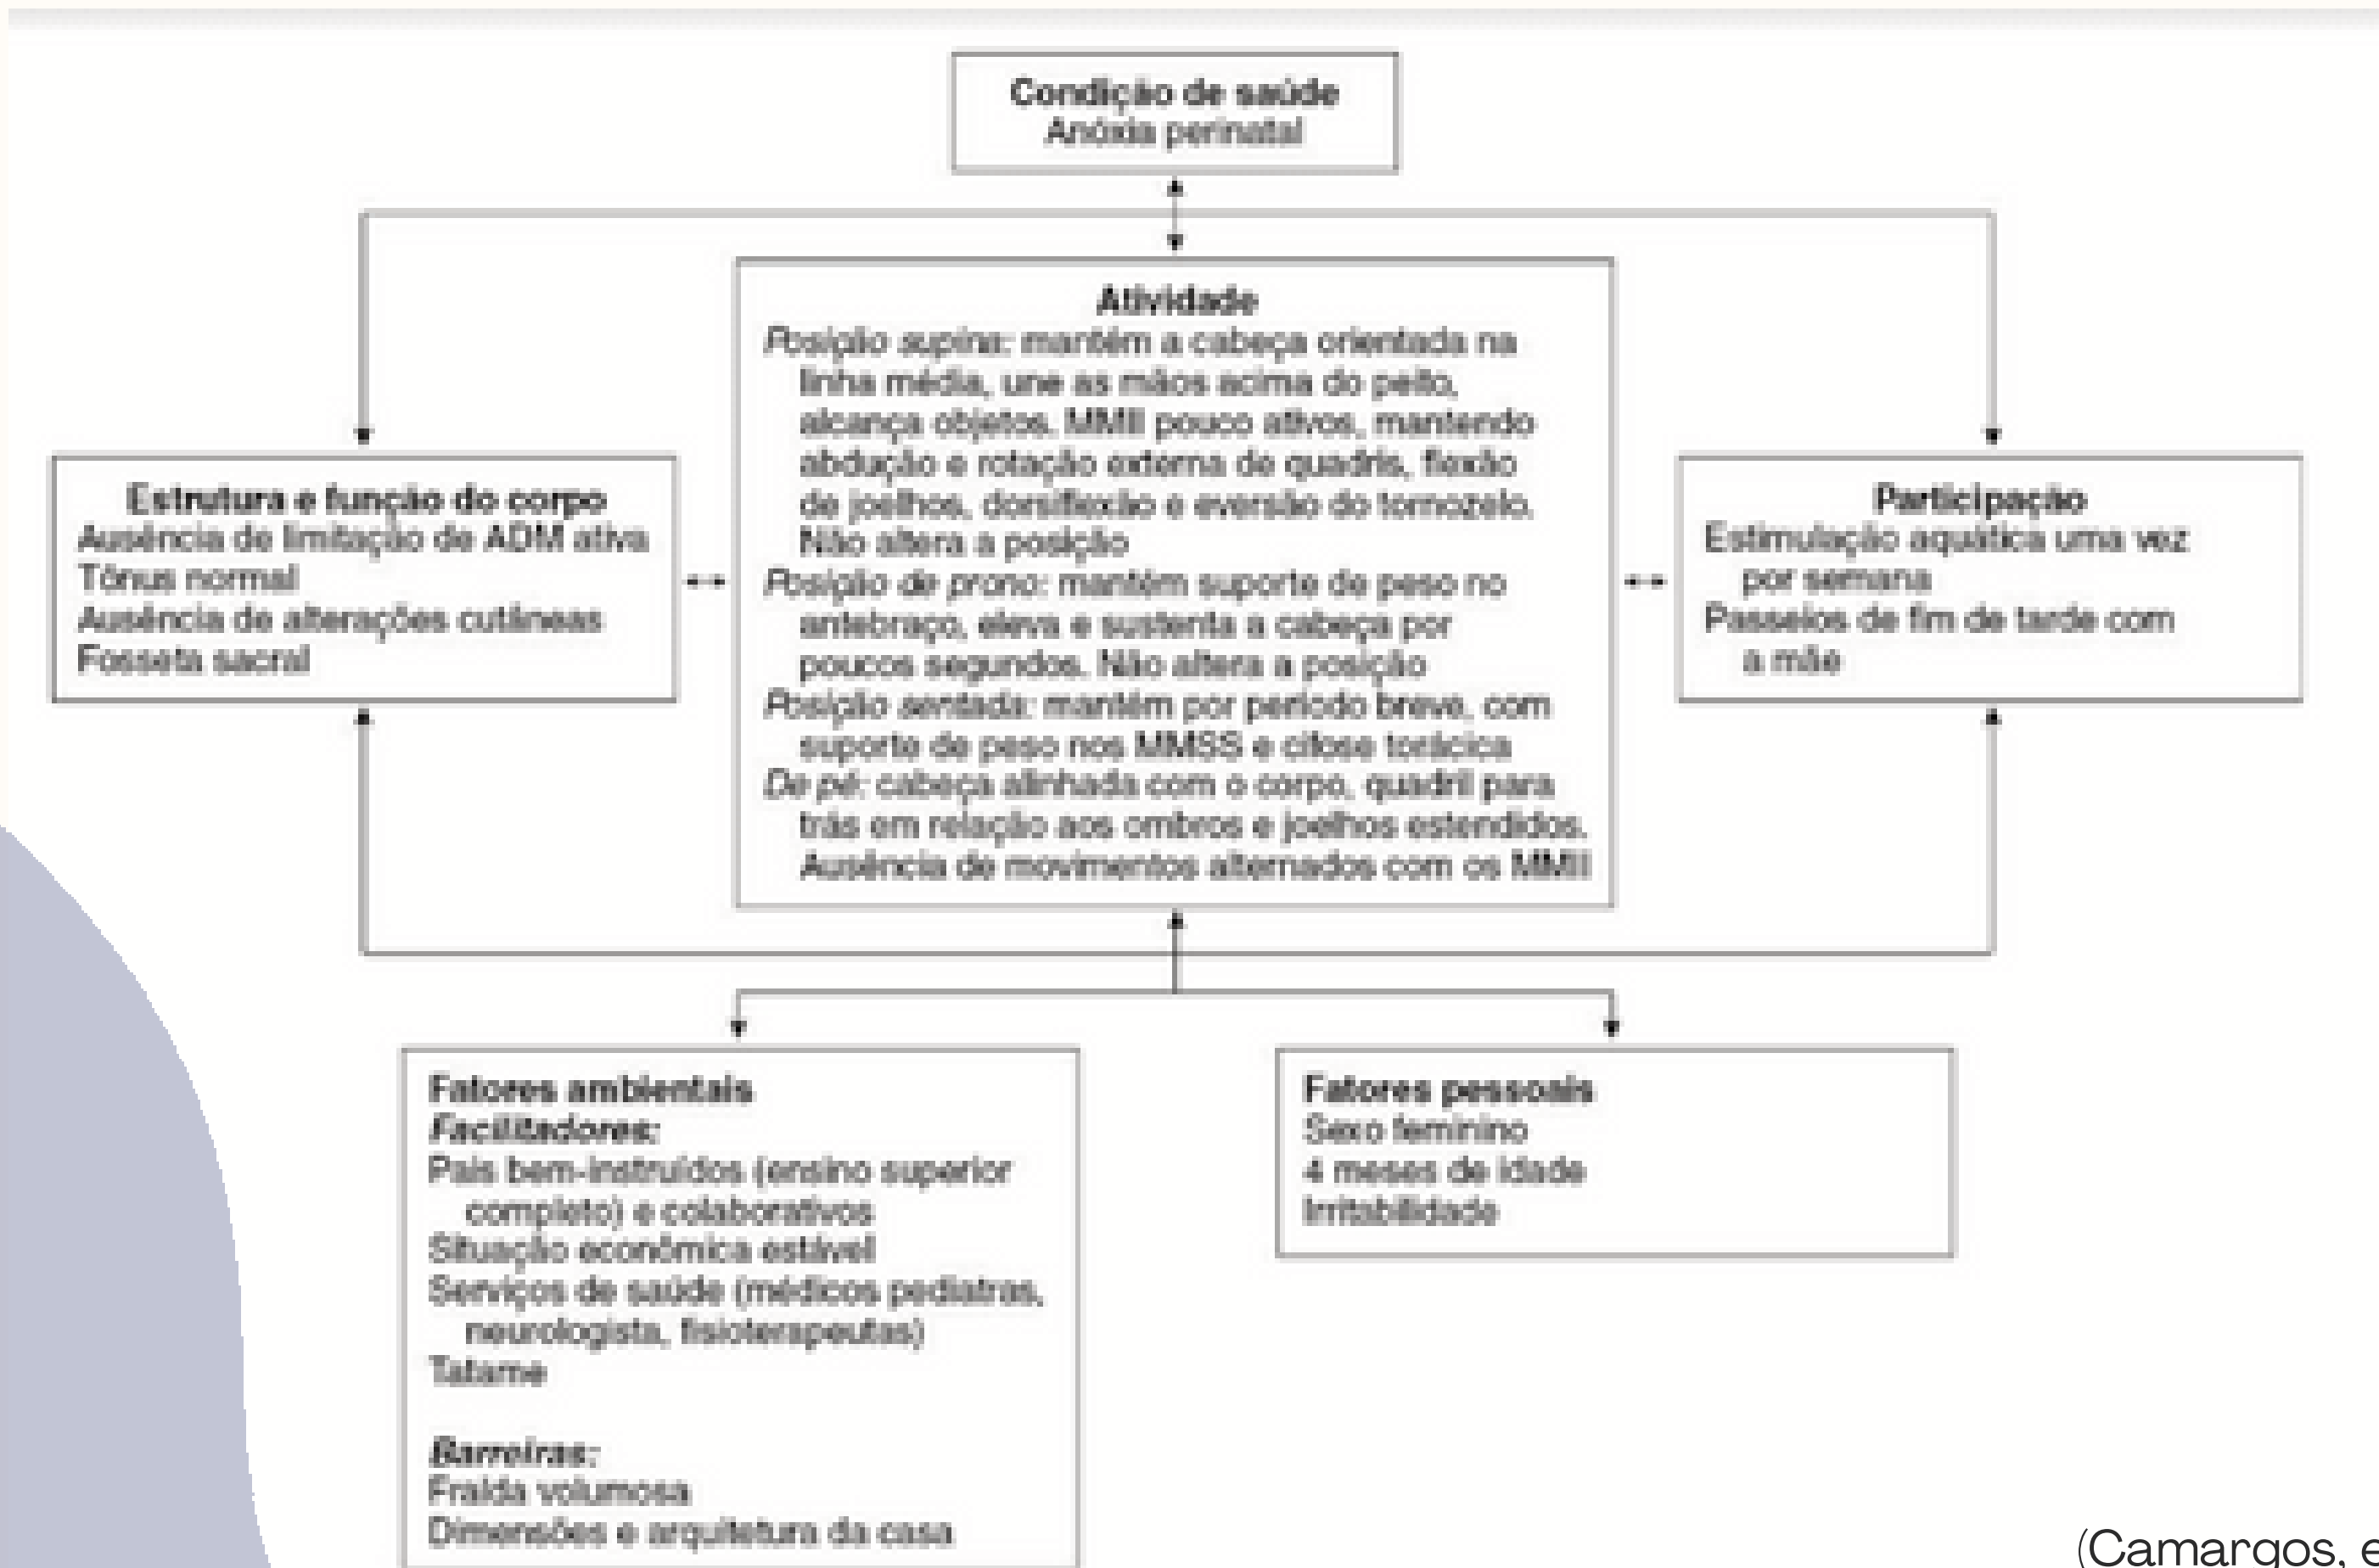 Condição de saúde
Anóxia perinatal
Atividade
Posição supina: mantém a cabeça orientada na
linha média, une as mãos acima do peito,
alcança objetos. MMII pouco ativos, mantendo
abdução e rotação externa de quadris, flexão
de joelhos, dorsiflexão e eversão do tornozelo.
Não altera a posição
Posição de prono: mantém suporte de peso no
antebraço, eleva e sustenta a cabeça por
poucos segundos. Não altera a posição
Posição sentada: mantém por período breve, com
suporte de peso nos MMSS e cifose torácica
De pé: cabeça alinhada com o corpo, quadril para
trás em relação aos ombros e joelhos estendidos.
Ausência de movimentos alternados com os MMII
Estrutura e função do corpo
Ausência de limitação de ADM ativa
Tônus normal
Ausência de alterações cutâneas
Fosseta sacral
Participação
Estimulação aquática uma vez
por semana
Passeios de fim de tarde com
a mãe
Fatores ambientais
Facilitadores:
Pais bem-instruídos (ensino superior
completo) e colaborativos
Situação econômica estável
Serviços de saúde (médicos pediatras,
neurologista, fisioterapeutas)
Tatame
Barreiras:
Fralda volumosa
Dimensões e arquitetura da casa
Fatores pessoais
Sexo feminino
4 meses de idade
Irritabilidade
(Camargos, e